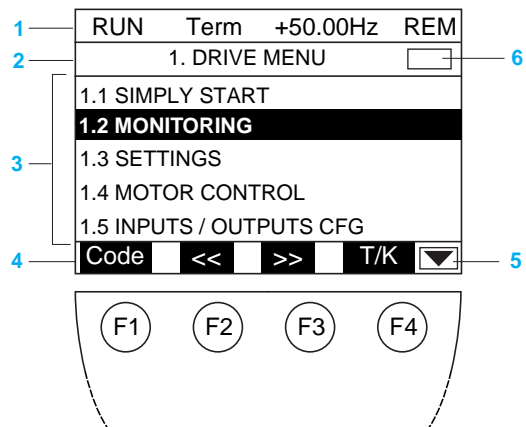 1 RUN Term +50.00Hz REM
2 1. DRIVE MENU 6
1.1 SIMPLY START
1.2 MONITORING
3 1.3 SETTINGS
1.4 MOTOR CONTROL
1.5 INPUTS / OUTPUTS CFG
4 Code << >> T/K 5
F1 F2 F3 F4